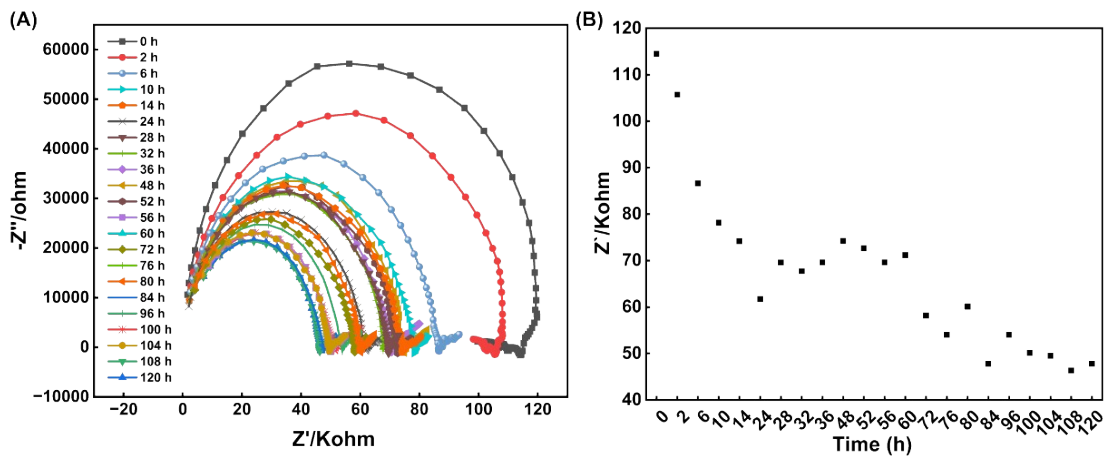 (A)
-Z''/ohm
60000
50000
40000
30000
20000
10000
0
−10000
0 h
2 h
6 h
10 h
14 h
24 h
28 h
32 h
36 h
48 h
52 h
56 h
60 h
72 h
76 h
80 h
84 h
96 h
100 h
104 h
108 h
120 h
−20 0 20 40 60 80 100 120
Z'/Kohm
(B)
Z'/Kohm
120
110
100
90
80
70
60
50
40
0 2 6 10 14 24 28 32 36 48 52 56 60 72 76 80 84 96 100 104 108 120
Time (h)